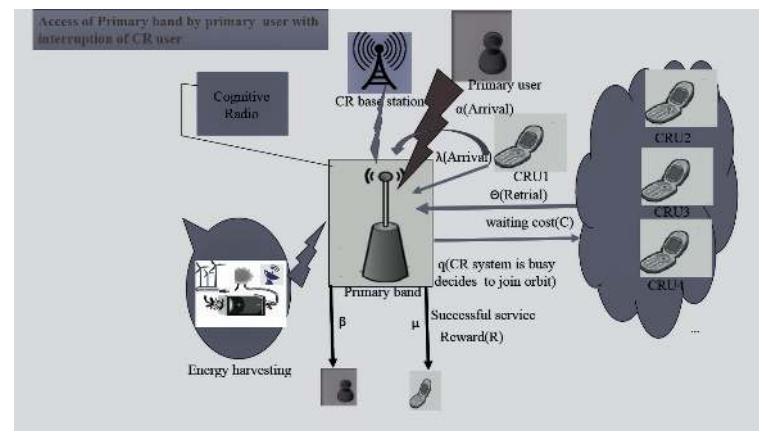 Access of Primary band by primary user with
interruption of CR user
Cognitive
Radio
CR base station
Primary user
α(Arrival)
λ(Arrival)
CRU1
Θ(Retrial)
waiting cost(C)
q(CR system is busy
decides to join orbit)
Primary band
β
μ
Successful service
Reward(R)
Energy harvesting
CRU2
CRU3
CRU4
...